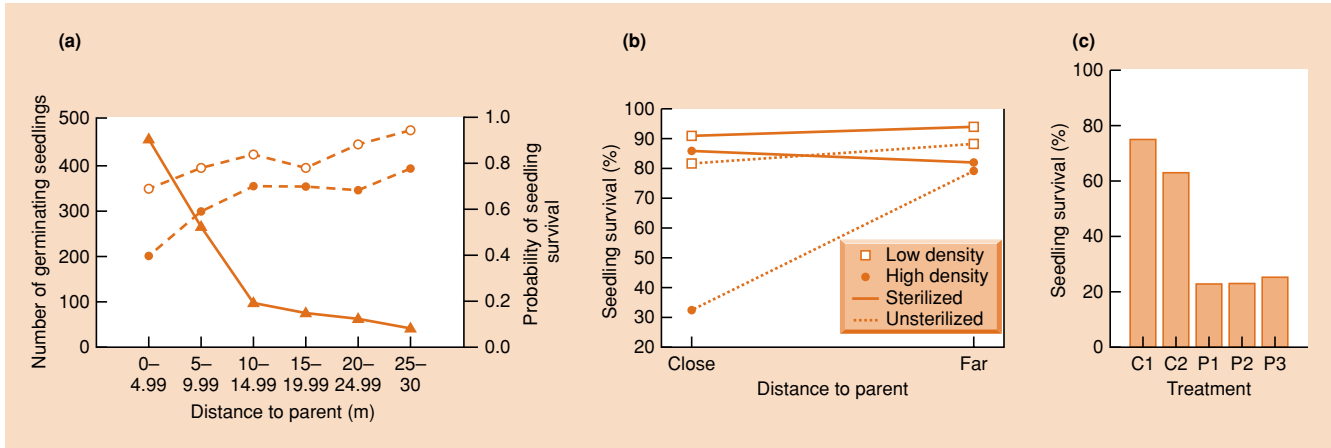 (a)
Number of germinating seedlings
500
400
300
200
100
0
1.0
0.8
0.6
0.4
0.2
0.0
Probability of seedling
survival
0–
4.99
5–
9.99
10–
14.99
15–
19.99
20–
24.99
25–
30
Distance to parent (m)
(b)
Seedling survival (%)
100
90
80
70
60
50
40
30
20
Low density
High density
Sterilized
Unsterilized
Close
Far
Distance to parent
(c)
Seedling survival (%)
100
80
60
40
20
0
C1 C2 P1 P2 P3
Treatment